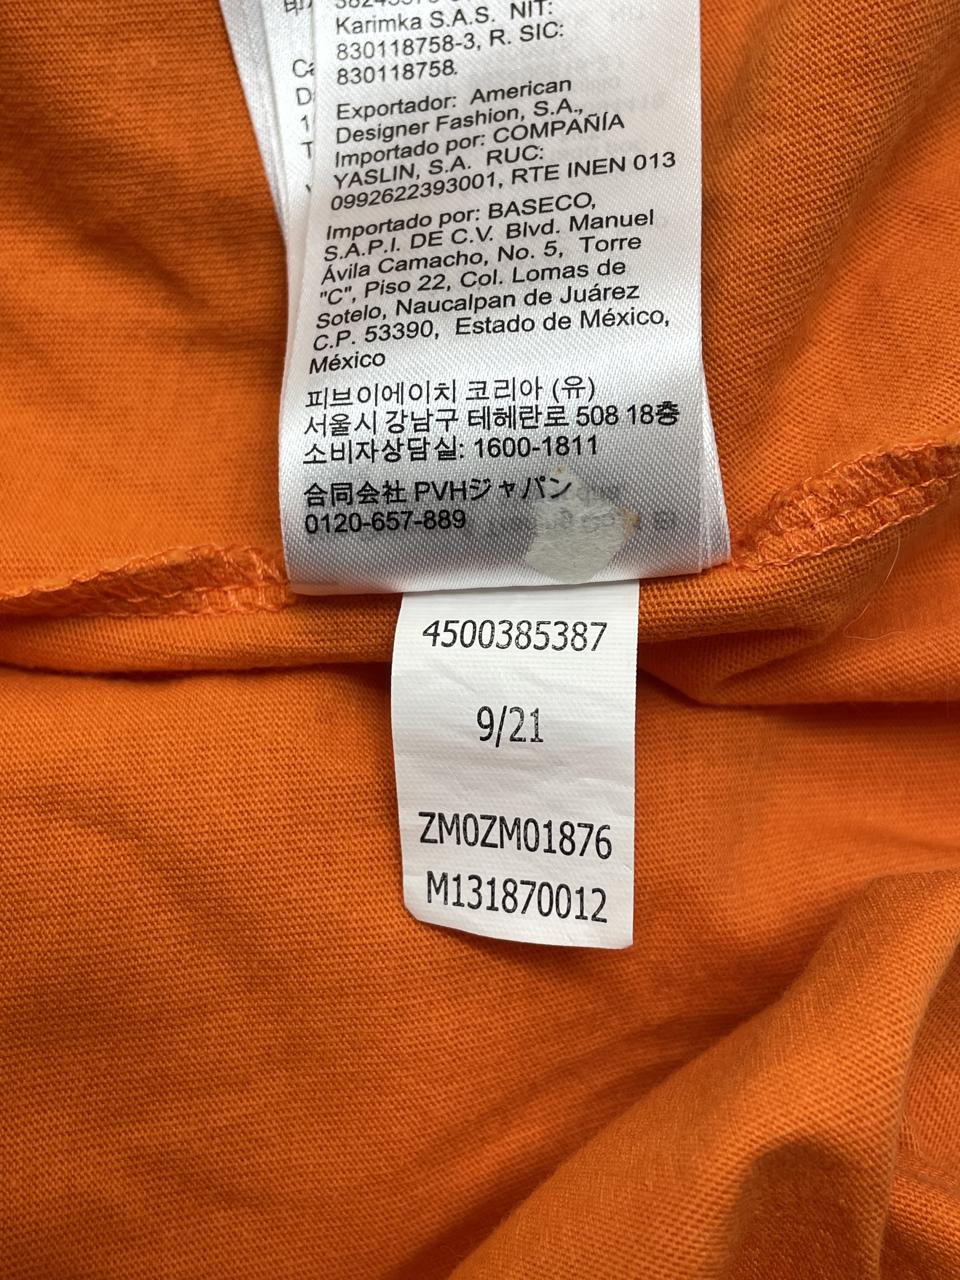 Karimka S.A.S. NIT:
830118758-3, R. SIC:
830118758.
Exportador: American
Designer Fashion, S.A.,
Importado por: COMPAÑÍA
YASLIN, S.A. RUC:
0992622393001, RTE INEN 013
Importado por: BASECO,
S.A.P.I. DE C.V. Blvd. Manuel
Ávila Camacho, No. 5, Torre
"C", Piso 22, Col. Lomas de
Sotelo, Naucalpan de Juárez
C.P. 53390, Estado de México,
México
피브이에이치 코리아 (유)
서울시 강남구 테헤란로 508 18층
소비자상담실: 1600-1811
合同会社 PVHジャパン
0120-657-889
4500385387
9/21
ZM0ZM01876
M131870012